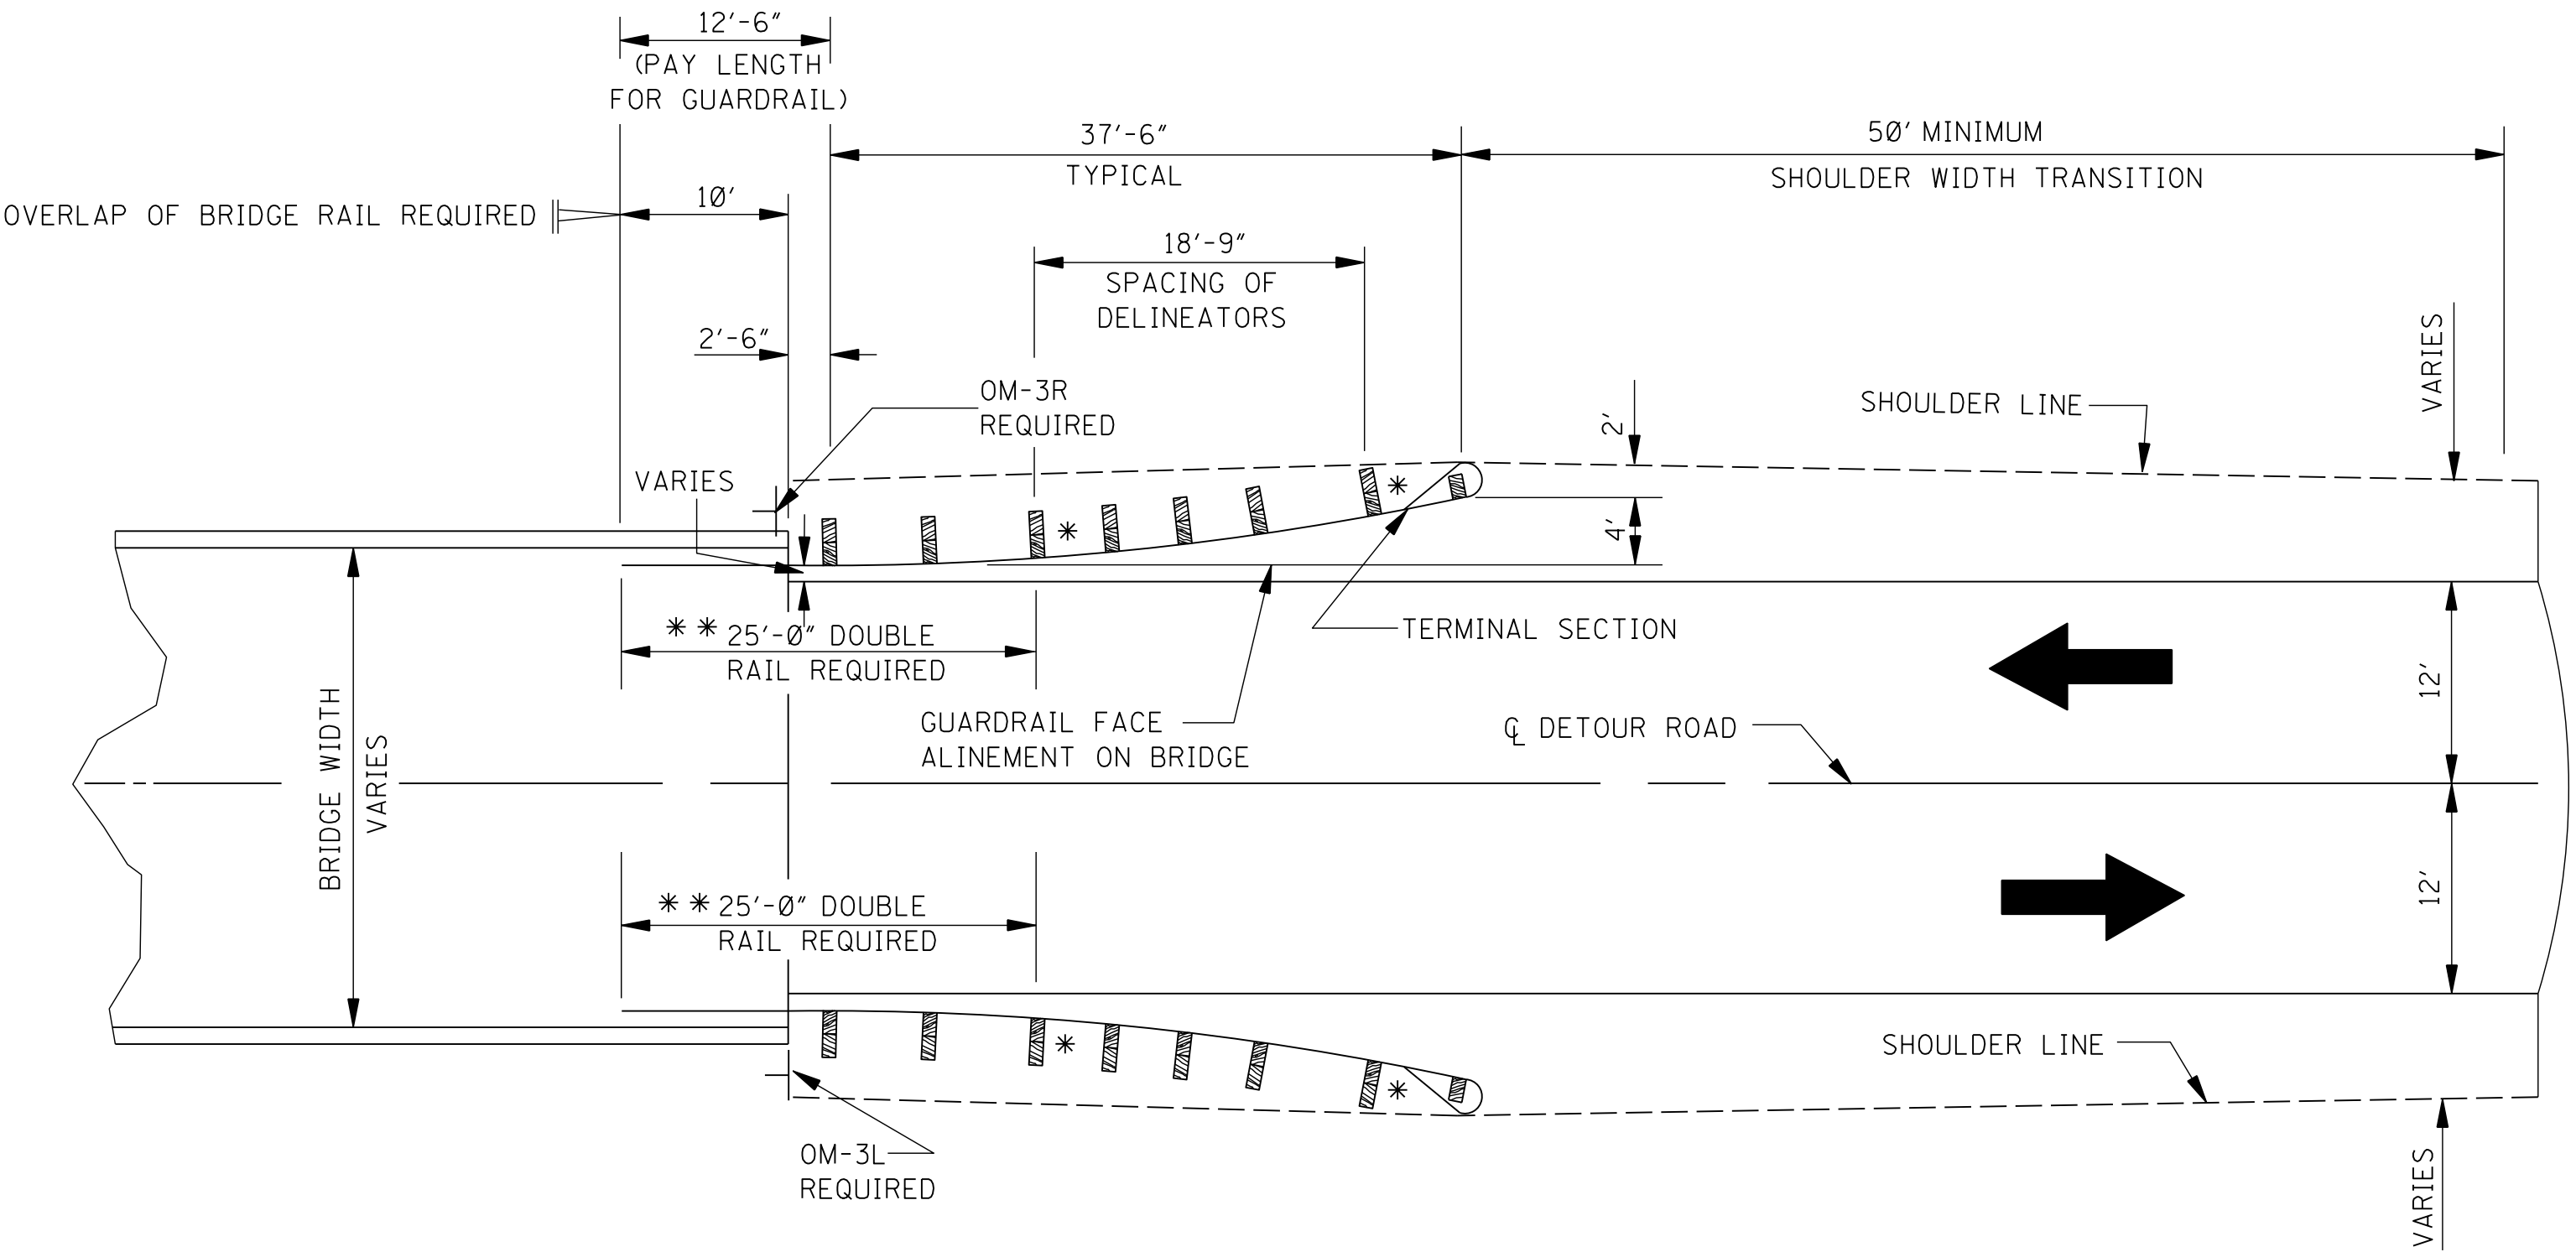 12'-6"
(PAY LENGTH
FOR GUARDRAIL)
37'-6"
TYPICAL
50' MINIMUM
SHOULDER WIDTH TRANSITION
OVERLAP OF BRIDGE RAIL REQUIRED
10'
18'-9"
SPACING OF
DELINEATORS
2'-6"
OM-3R
REQUIRED
VARIES
2'
SHOULDER LINE
VARIES
*
*
4'
** 25'-0" DOUBLE
RAIL REQUIRED
TERMINAL SECTION
GUARDRAIL FACE
ALINEMENT ON BRIDGE
℄ DETOUR ROAD
12'
BRIDGE WIDTH
VARIES
** 25'-0" DOUBLE
RAIL REQUIRED
12'
*
*
SHOULDER LINE
OM-3L
REQUIRED
VARIES